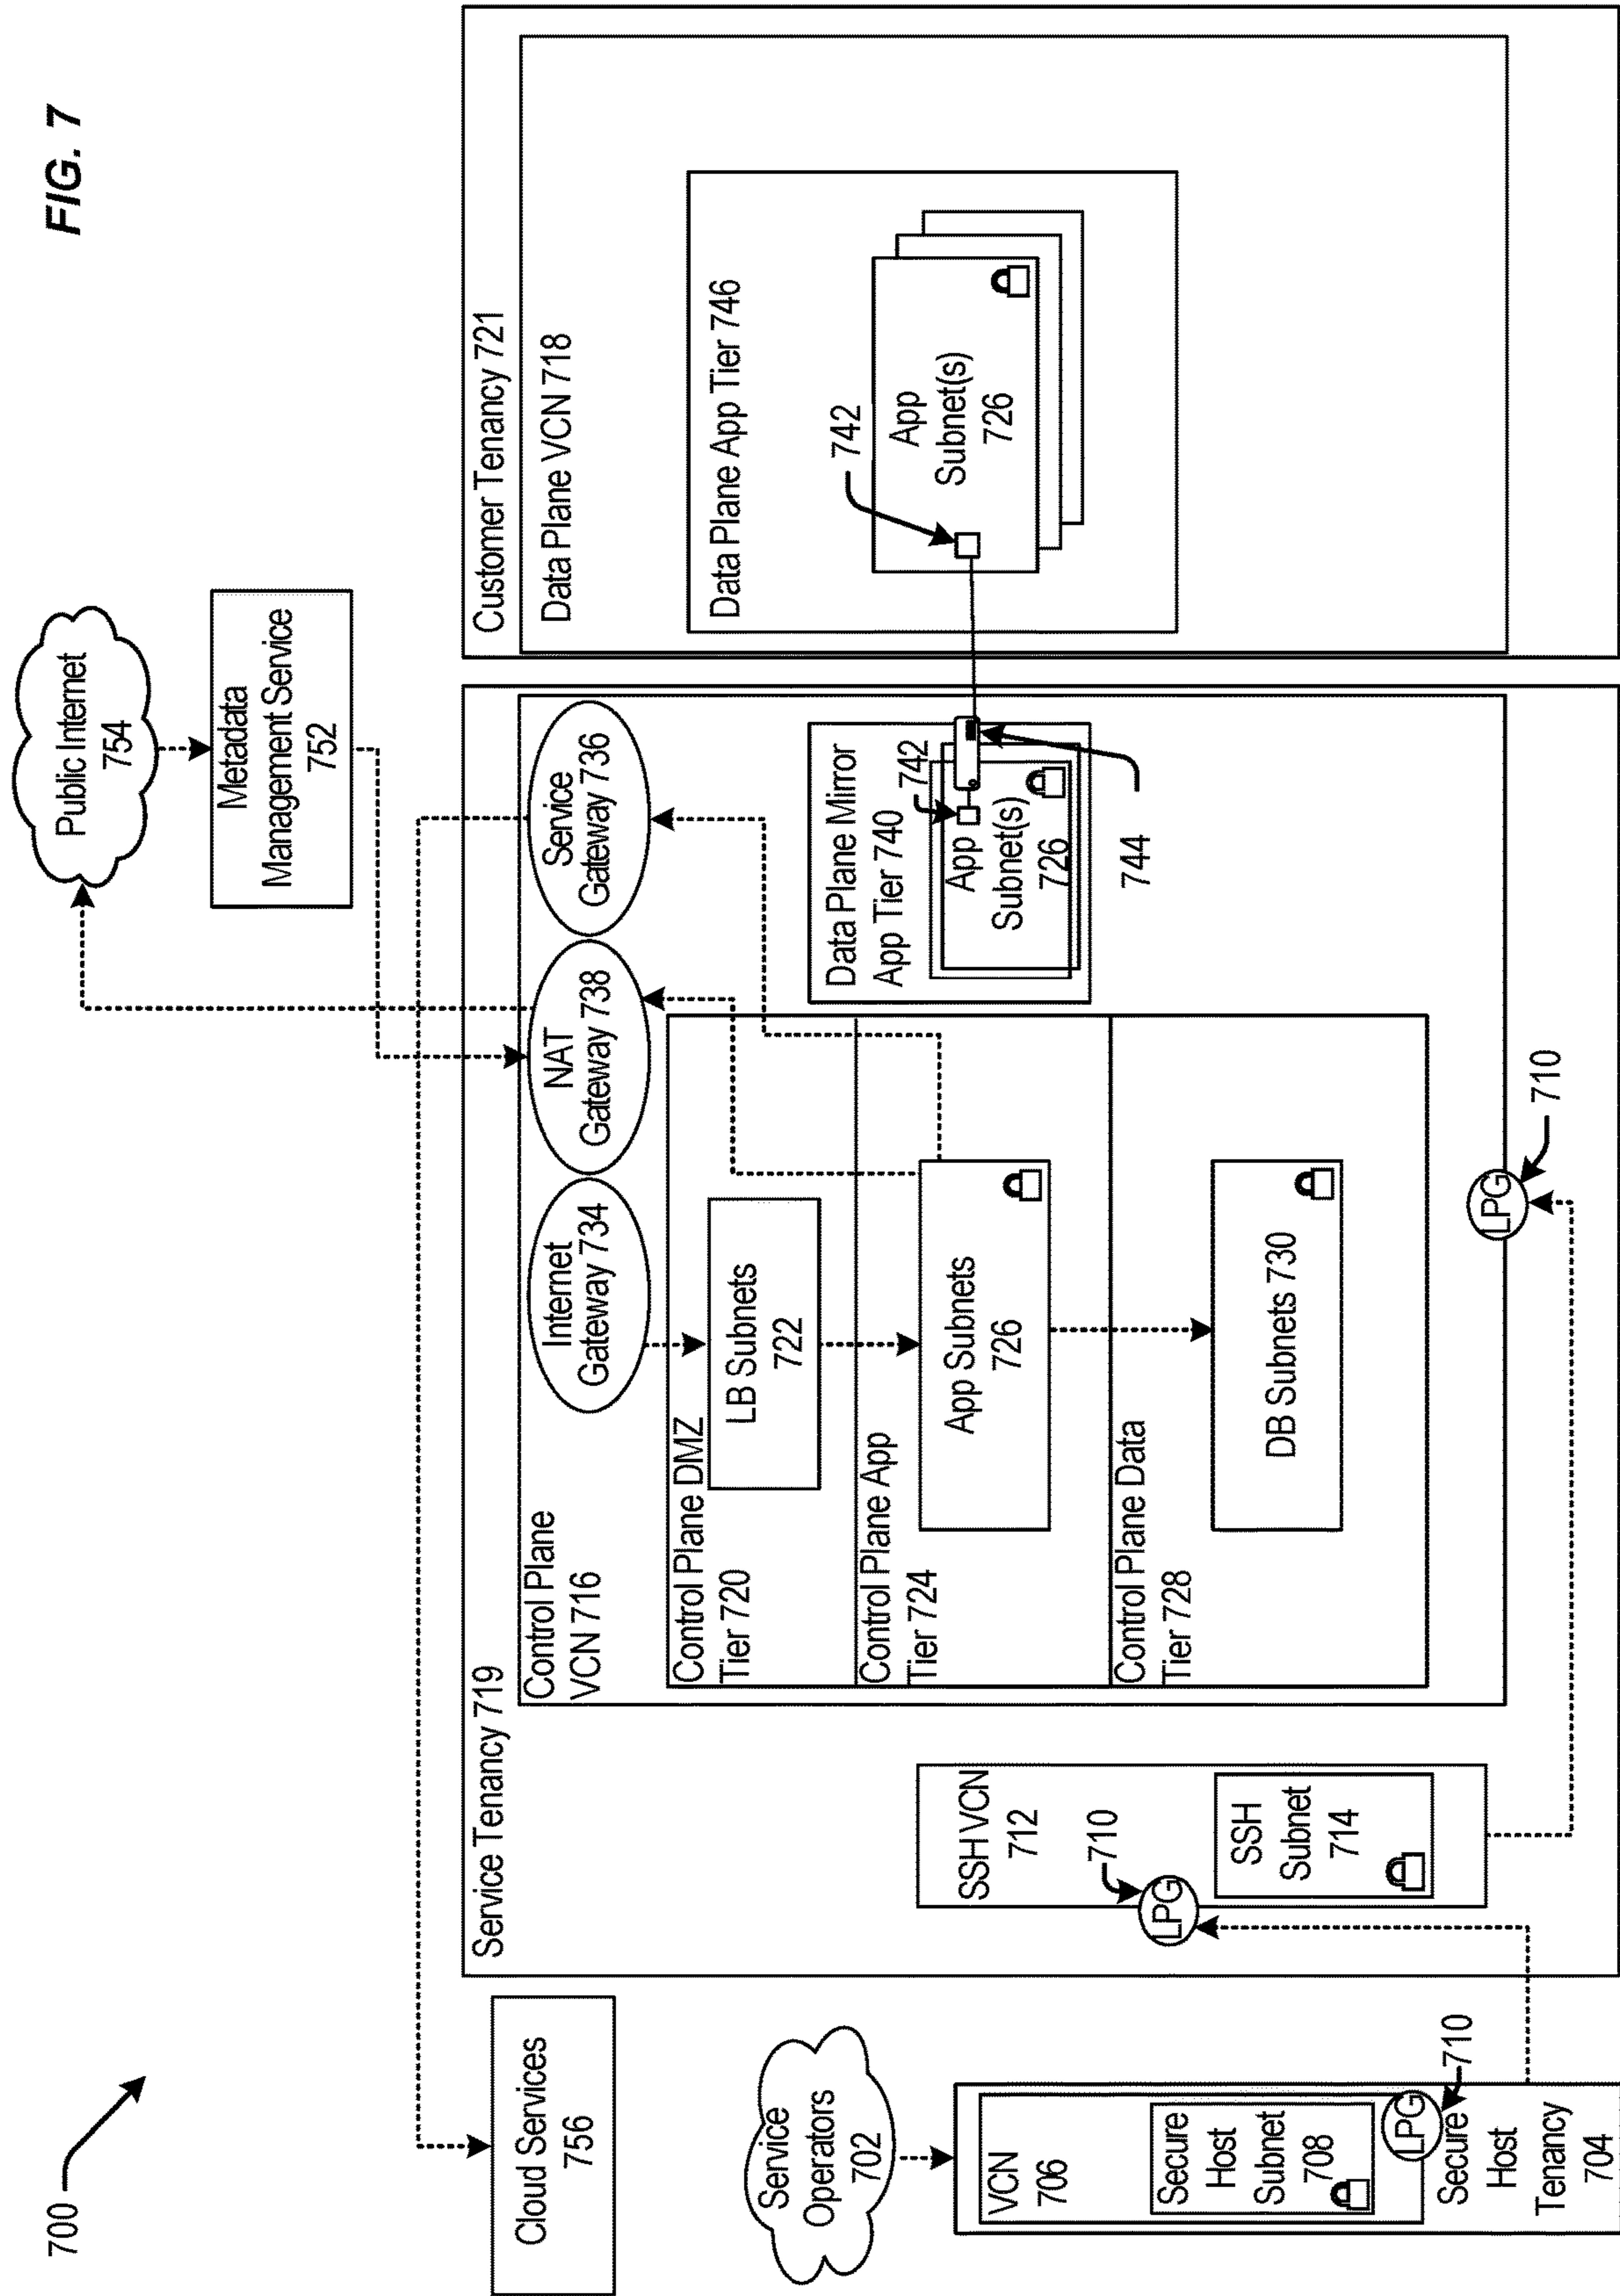 FIG. 7
700
Public Internet
754
Metadata
Management Service
752
Cloud Services
756
Service
Operators
702
VCN
706
Secure
Host
Subnet
708
LPG
710
Secure
Host
Tenancy
704
Service Tenancy 719
SSH VCN
712
710
LPG
SSH
Subnet
714
Control Plane
VCN 716
Internet
Gateway 734
NAT
Gateway 738
Service
Gateway 736
Control Plane DMZ
Tier 720
LB Subnets
722
Control Plane App
Tier 724
App Subnets
726
Control Plane Data
Tier 728
DB Subnets 730
LPG
710
Data Plane Mirror
App Tier 740
742
App
Subnet(s)
726
744
Customer Tenancy 721
Data Plane VCN 718
Data Plane App Tier 746
742
App
Subnet(s)
726